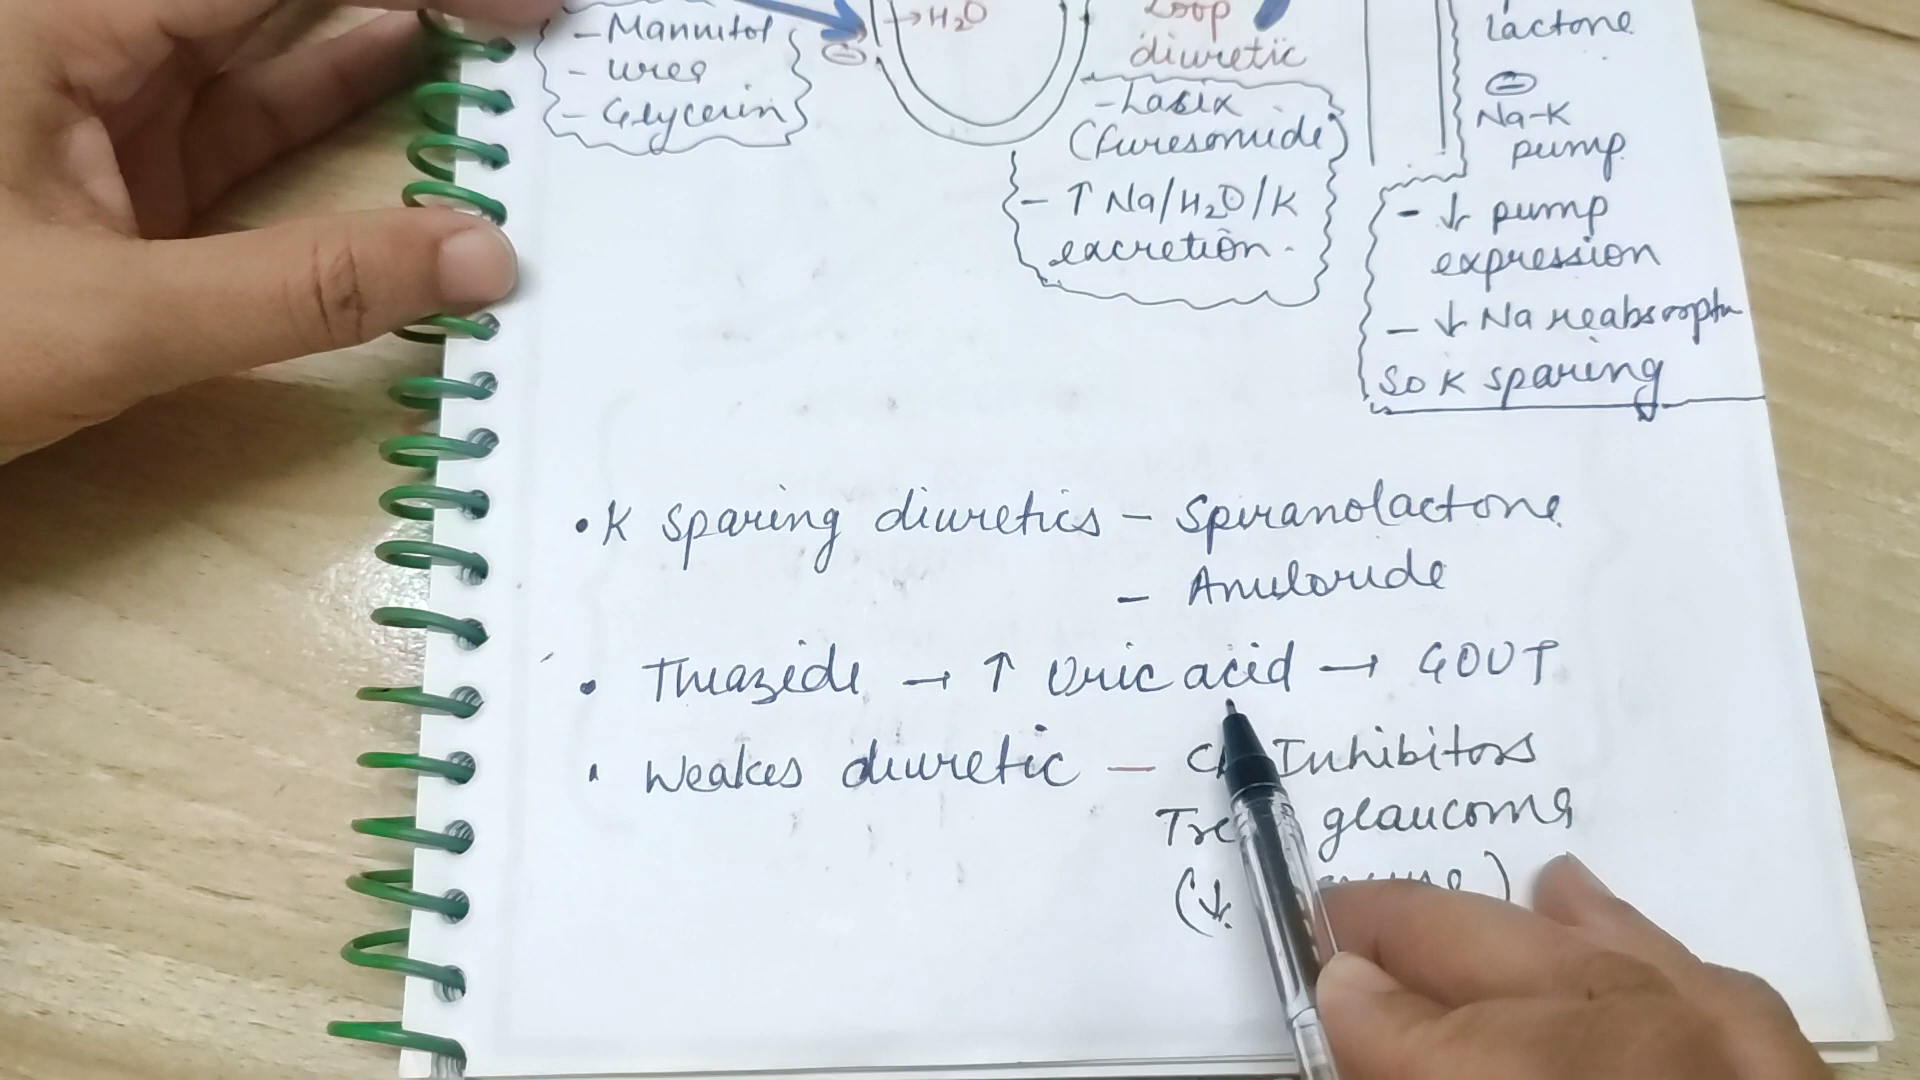 - Mannitol
- Urea
- Glycerin
→H₂O
Loop
diuretic
- Lasix
(furesomide)
- ↑ Na/H₂O/K
excretion.
lactone
Na-K
pump
- ↓ pump
expression
- ↓ Na reabsorptn
SO K sparing
• K sparing diuretics - Spiranolactone
- Amiloride
• Thiazide → ↑ Uric acid → GOUT
• Weakes diuretic - Inhibitors
glaucoma
(↓ )